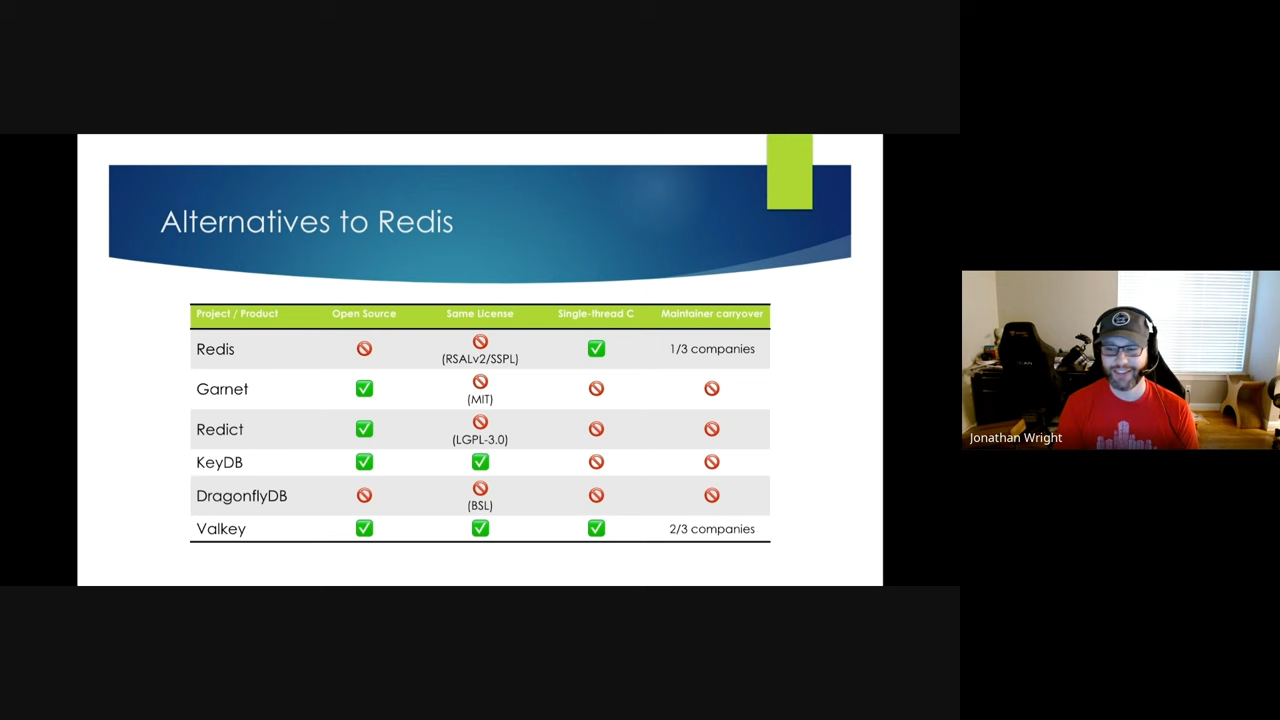 Alternatives to Redis
Project / Product Open Source Same License Single-thread C Maintainer carryover
Redis 🚫 🚫 (RSALv2/SSPL) ✅ 1/3 companies
Garnet ✅ 🚫 (MIT) 🚫 🚫
Redict ✅ 🚫 (LGPL-3.0) 🚫 🚫
KeyDB ✅ ✅ 🚫 🚫
DragonflyDB 🚫 🚫 (BSL) 🚫 🚫
Valkey ✅ ✅ ✅ 2/3 companies
Jonathan Wright